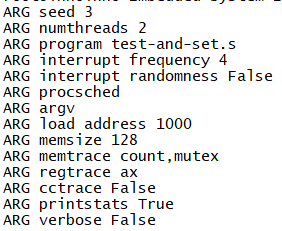 ARG seed 3
ARG numthreads 2
ARG program test-and-set.s
ARG interrupt frequency 4
ARG interrupt randomness False
ARG procsched
ARG argv
ARG load address 1000
ARG memsize 128
ARG memtrace count,mutex
ARG regtrace ax
ARG cctrace False
ARG printstats True
ARG verbose False